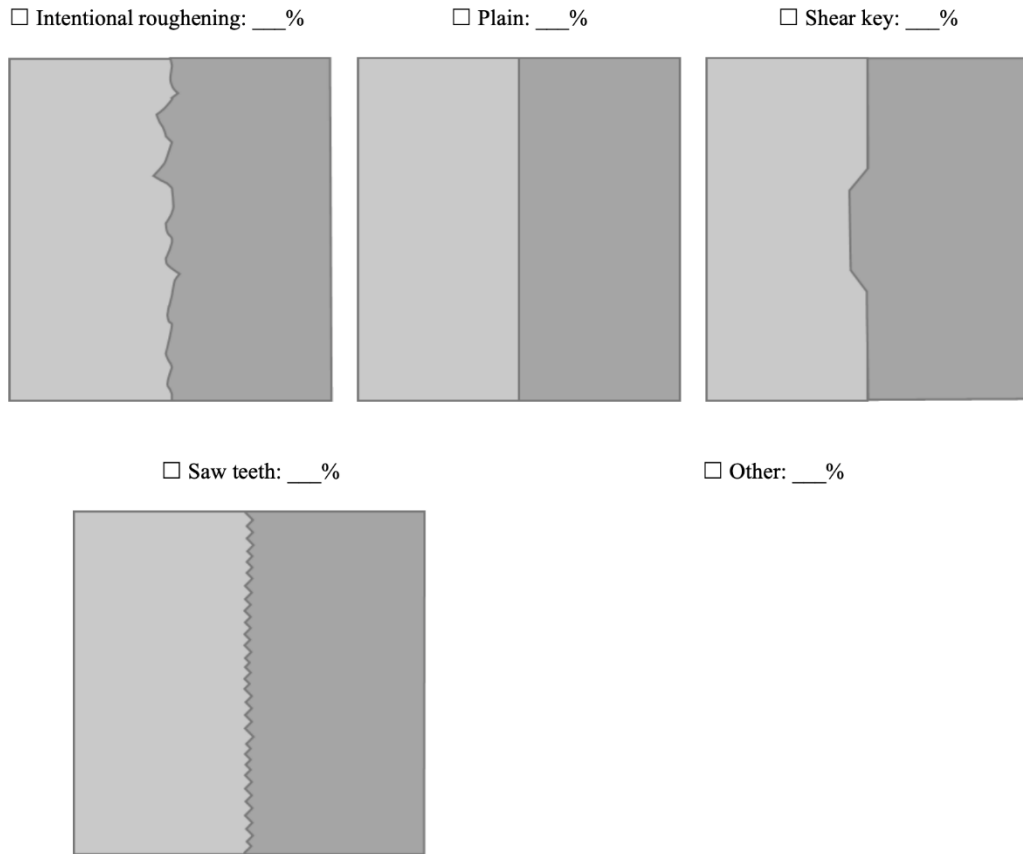 ☐ Intentional roughening: ___%
☐ Plain: ___%
☐ Shear key: ___%
☐ Saw teeth: ___%
☐ Other: ___%